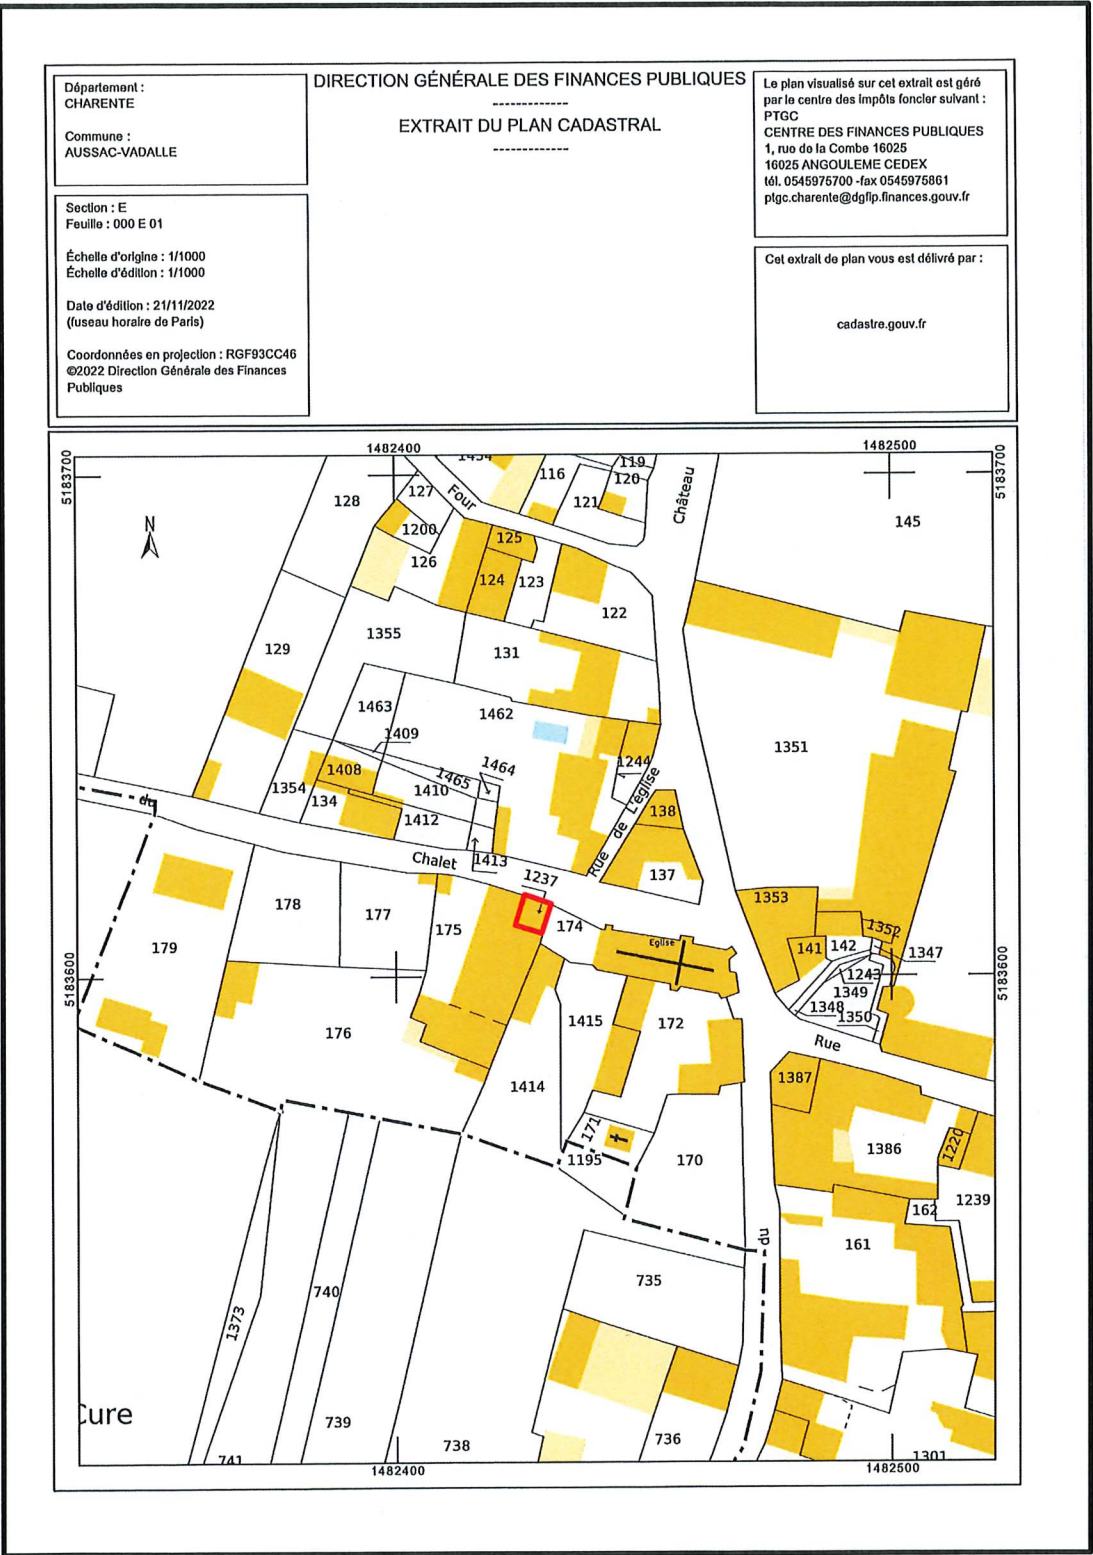 Département :
CHARENTE
Commune :
AUSSAC-VADALLE
Section : E
Feuille : 000 E 01
Échelle d'origine : 1/1000
Échelle d'édition : 1/1000
Date d'édition : 21/11/2022
(fuseau horaire de Paris)
Coordonnées en projection : RGF93CC46
©2022 Direction Générale des Finances
Publiques
DIRECTION GÉNÉRALE DES FINANCES PUBLIQUES
-------------
EXTRAIT DU PLAN CADASTRAL
-------------
Le plan visualisé sur cet extrait est géré
par le centre des impôts foncier suivant :
PTGC
CENTRE DES FINANCES PUBLIQUES
1, rue de la Combe 16025
16025 ANGOULEME CEDEX
tél. 0545975700 -fax 0545975861
ptgc.charente@dgfip.finances.gouv.fr
Cet extrait de plan vous est délivré par :
cadastre.gouv.fr
1482400
1482500
5183700
5183700
N
128
127
Four
1434
116
119
120
121
Château
145
1200
126
125
124
123
122
129
1355
131
1463
1462
1409
1351
1408
1465
1464
1244
1354
134
1410
1412
138
Rue de L'église
du
Chalet
1413
1237
137
1353
178
177
175
174
Eglise
1352
141
142
1347
179
1243
1349
1348
1350
5183600
5183600
176
1415
172
Rue
1414
1387
171
1195
170
1386
1220
162
1239
161
du
735
740
1373
Cure
739
738
736
741
1301
1482400
1482500